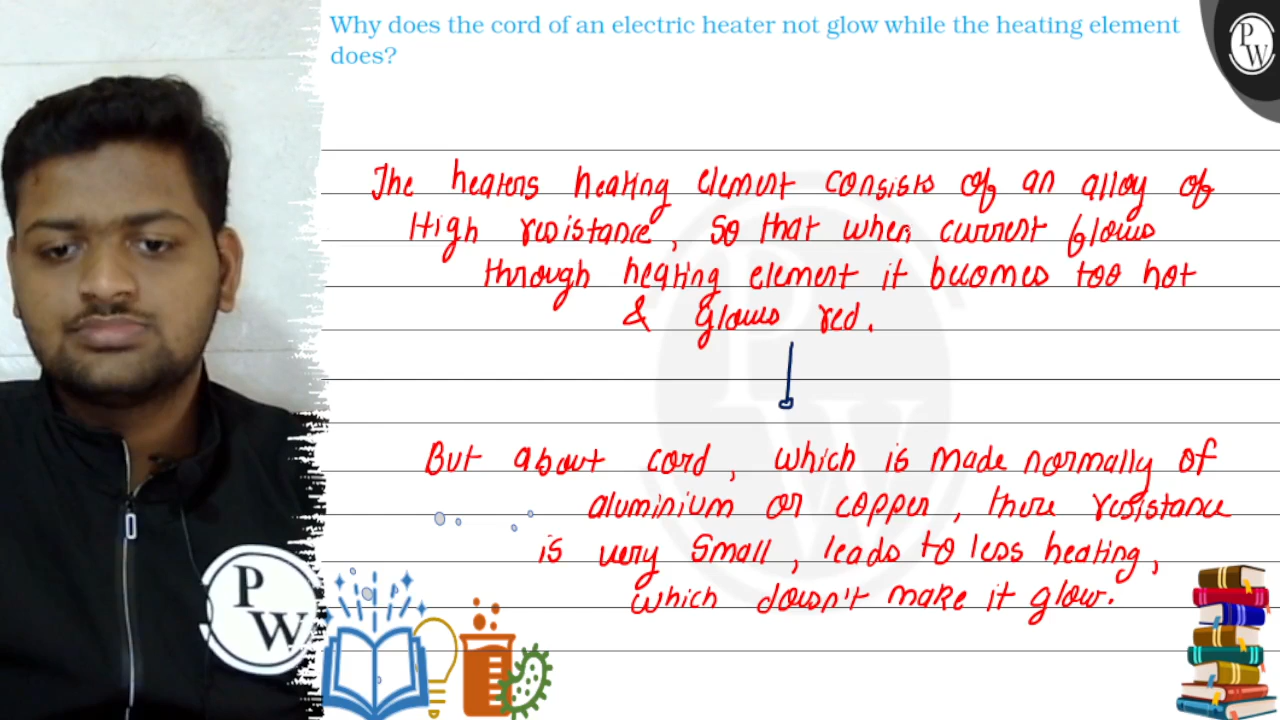 Why does the cord of an electric heater not glow while the heating element
does?
PW
The heaters heating element consists of an alloy of
High resistance, so that when current flows
through heating element it becomes too hot
& glows red.
But about cord, which is made normally of
aluminium or copper, there resistance
is very small, leads to less heating,
which doesn't make it glow.
PW
PW